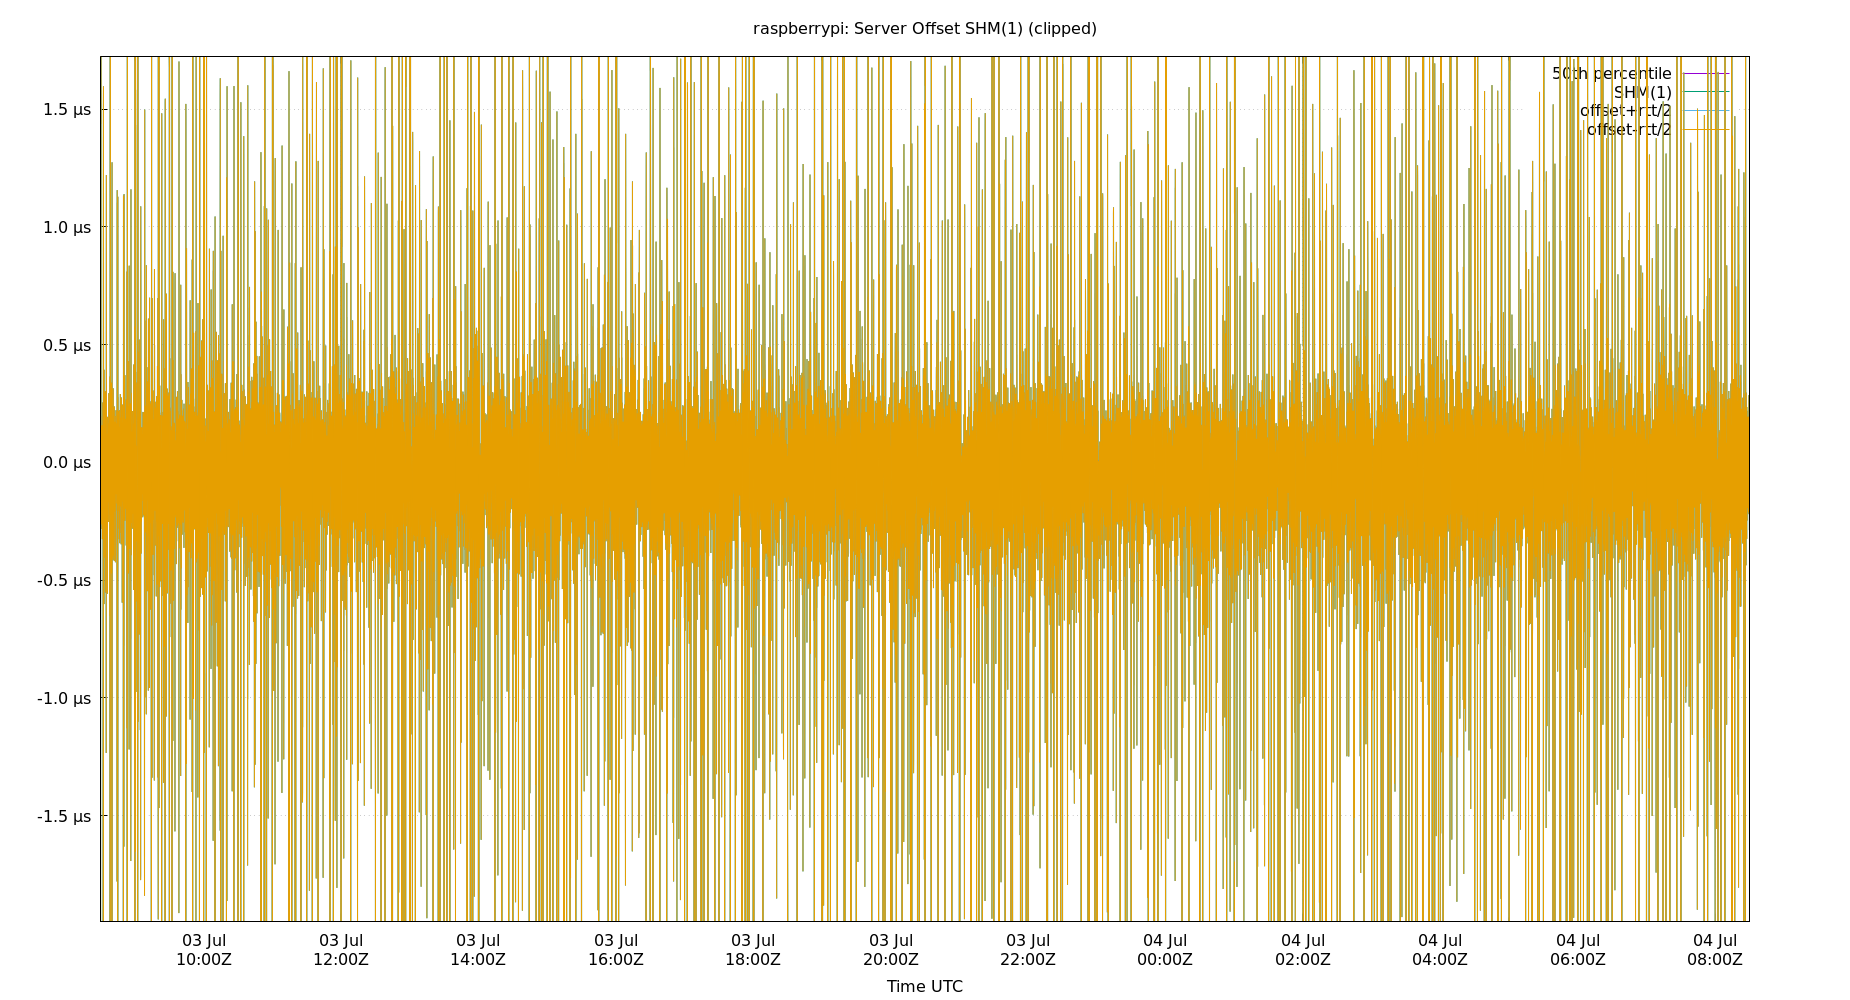 raspberrypi: Server Offset SHM(1) (clipped)
50th percentile
SHM(1)
offset+rtt/2
offset-rtt/2
1.5 µs
1.0 µs
0.5 µs
0.0 µs
-0.5 µs
-1.0 µs
-1.5 µs
03 Jul 03 Jul 03 Jul 03 Jul 03 Jul 03 Jul 03 Jul 04 Jul 04 Jul 04 Jul 04 Jul 04 Jul
10:00Z 12:00Z 14:00Z 16:00Z 18:00Z 20:00Z 22:00Z 00:00Z 02:00Z 04:00Z 06:00Z 08:00Z
Time UTC